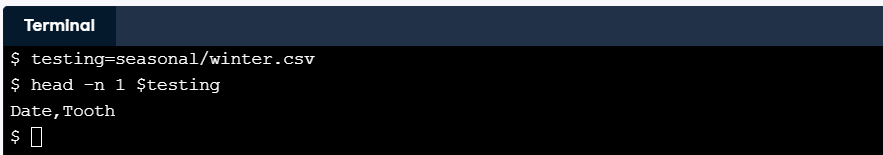 Terminal
$ testing=seasonal/winter.csv
$ head -n 1 $testing
Date,Tooth
$